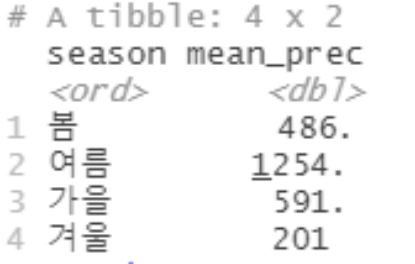 # A tibble: 4 x 2
season mean_prec
<ord> <dbl>
1 봄 486.
2 여름 1254.
3 가을 591.
4 겨울 201